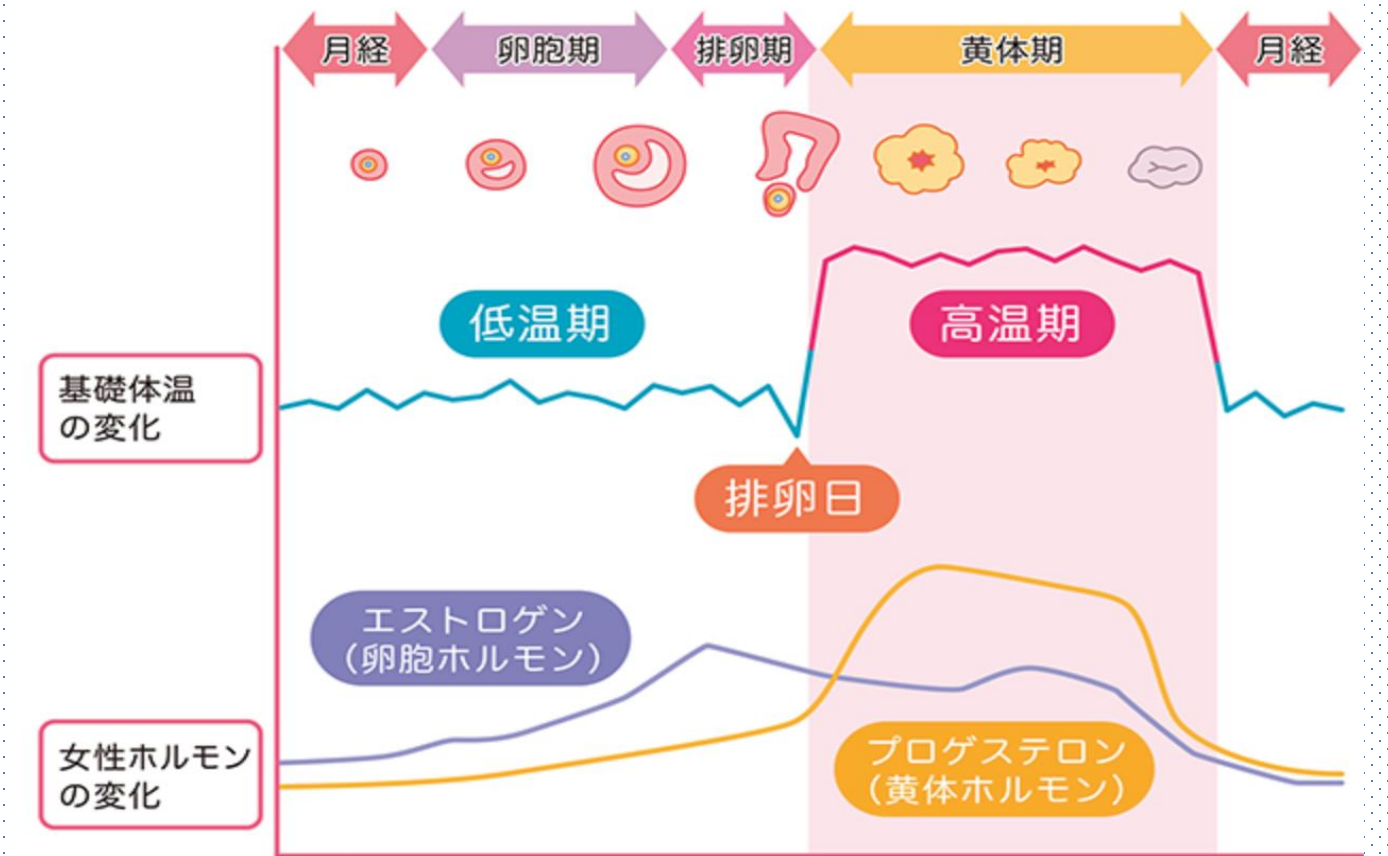 月経
卵胞期
排卵期
黄体期
月経
低温期
高温期
基礎体温
の変化
排卵日
エストロゲン
(卵胞ホルモン)
女性ホルモン
の変化
プロゲステロン
(黄体ホルモン)